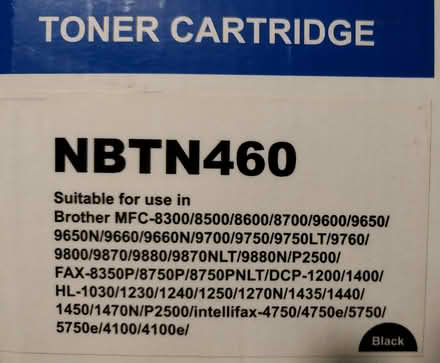 TONER CARTRIDGE
NBTN460
Suitable for use in
Brother MFC-8300/8500/8600/8700/9600/9650/
9650N/9660/9660N/9700/9750/9750LT/9760/
9800/9870/9880/9870NLT/9880N/P2500/
FAX-8350P/8750P/8750PNLT/DCP-1200/1400/
HL-1030/1230/1240/1250/1270N/1435/1440/
1450/1470N/P2500/intellifax-4750/4750e/5750/
5750e/4100/4100e/
Black